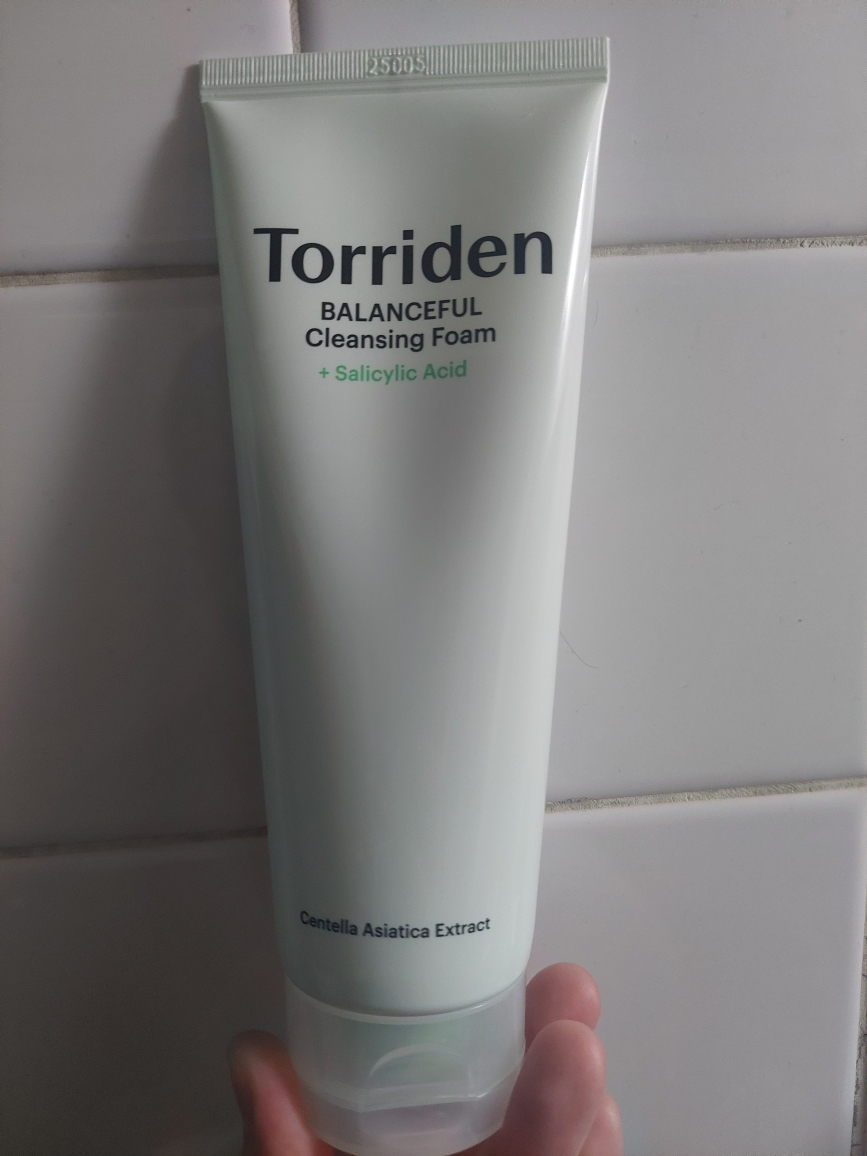 25005
Torriden
BALANCEFUL
Cleansing Foam
+ Salicylic Acid
Centella Asiatica Extract